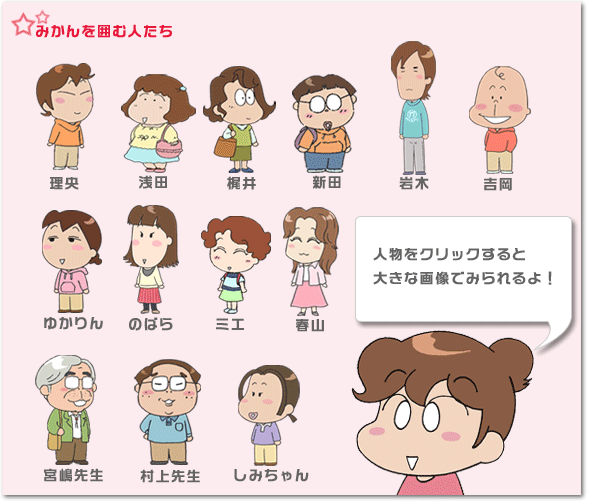 みかんを囲む人たち
理央 浅田 梶井 新田 岩木 吉岡
ゆかりん のばら ミエ 春山
人物をクリックすると
大きな画像でみられるよ！
宮嶋先生 村上先生 しみちゃん